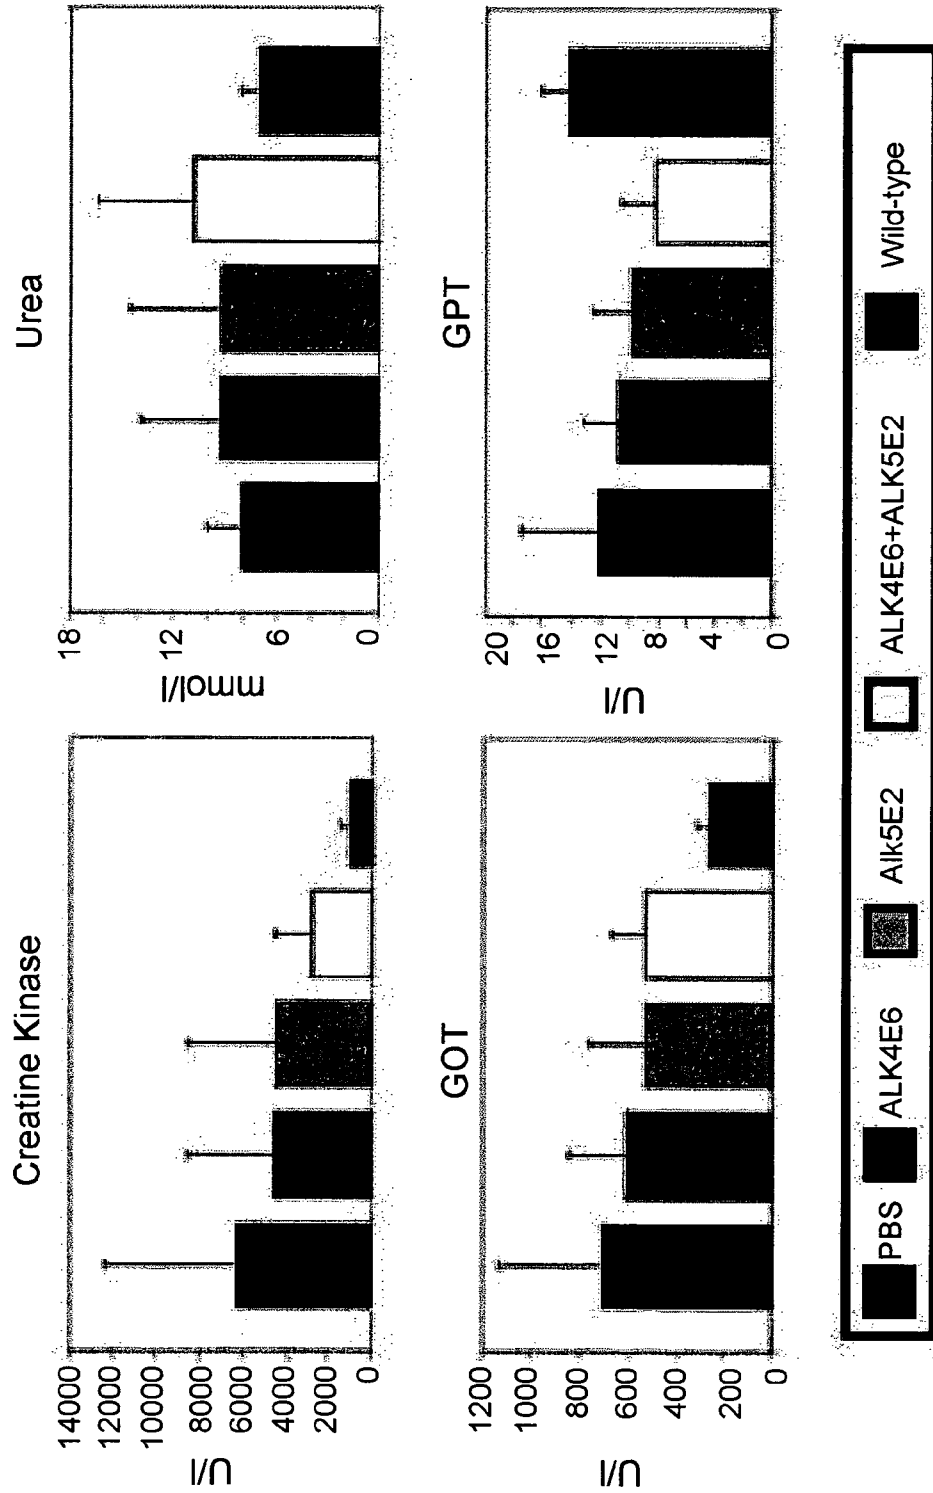 Creatine Kinase
14000
12000
10000
8000
6000
4000
2000
0
U/l
Urea
18
12
6
0
mmol/l
GOT
1200
1000
800
600
400
200
0
U/l
GPT
20
16
12
8
4
0
U/l
PBS
ALK4E6
Alk5E2
ALK4E6+ALK5E2
Wild-type